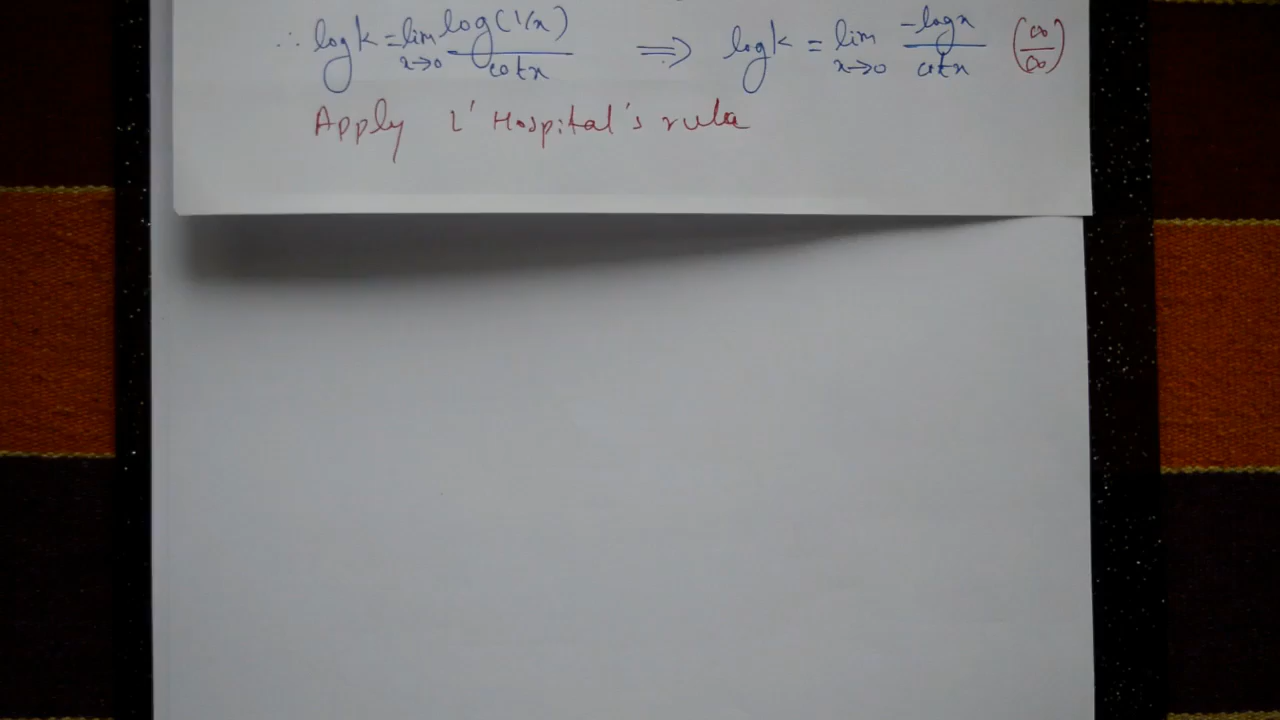 ∴ log k = lim x→0 log(1/x) / cot x ⟹ log k = lim x→0 -log x / cot x (∞/∞)
Apply L' Hospital's rule